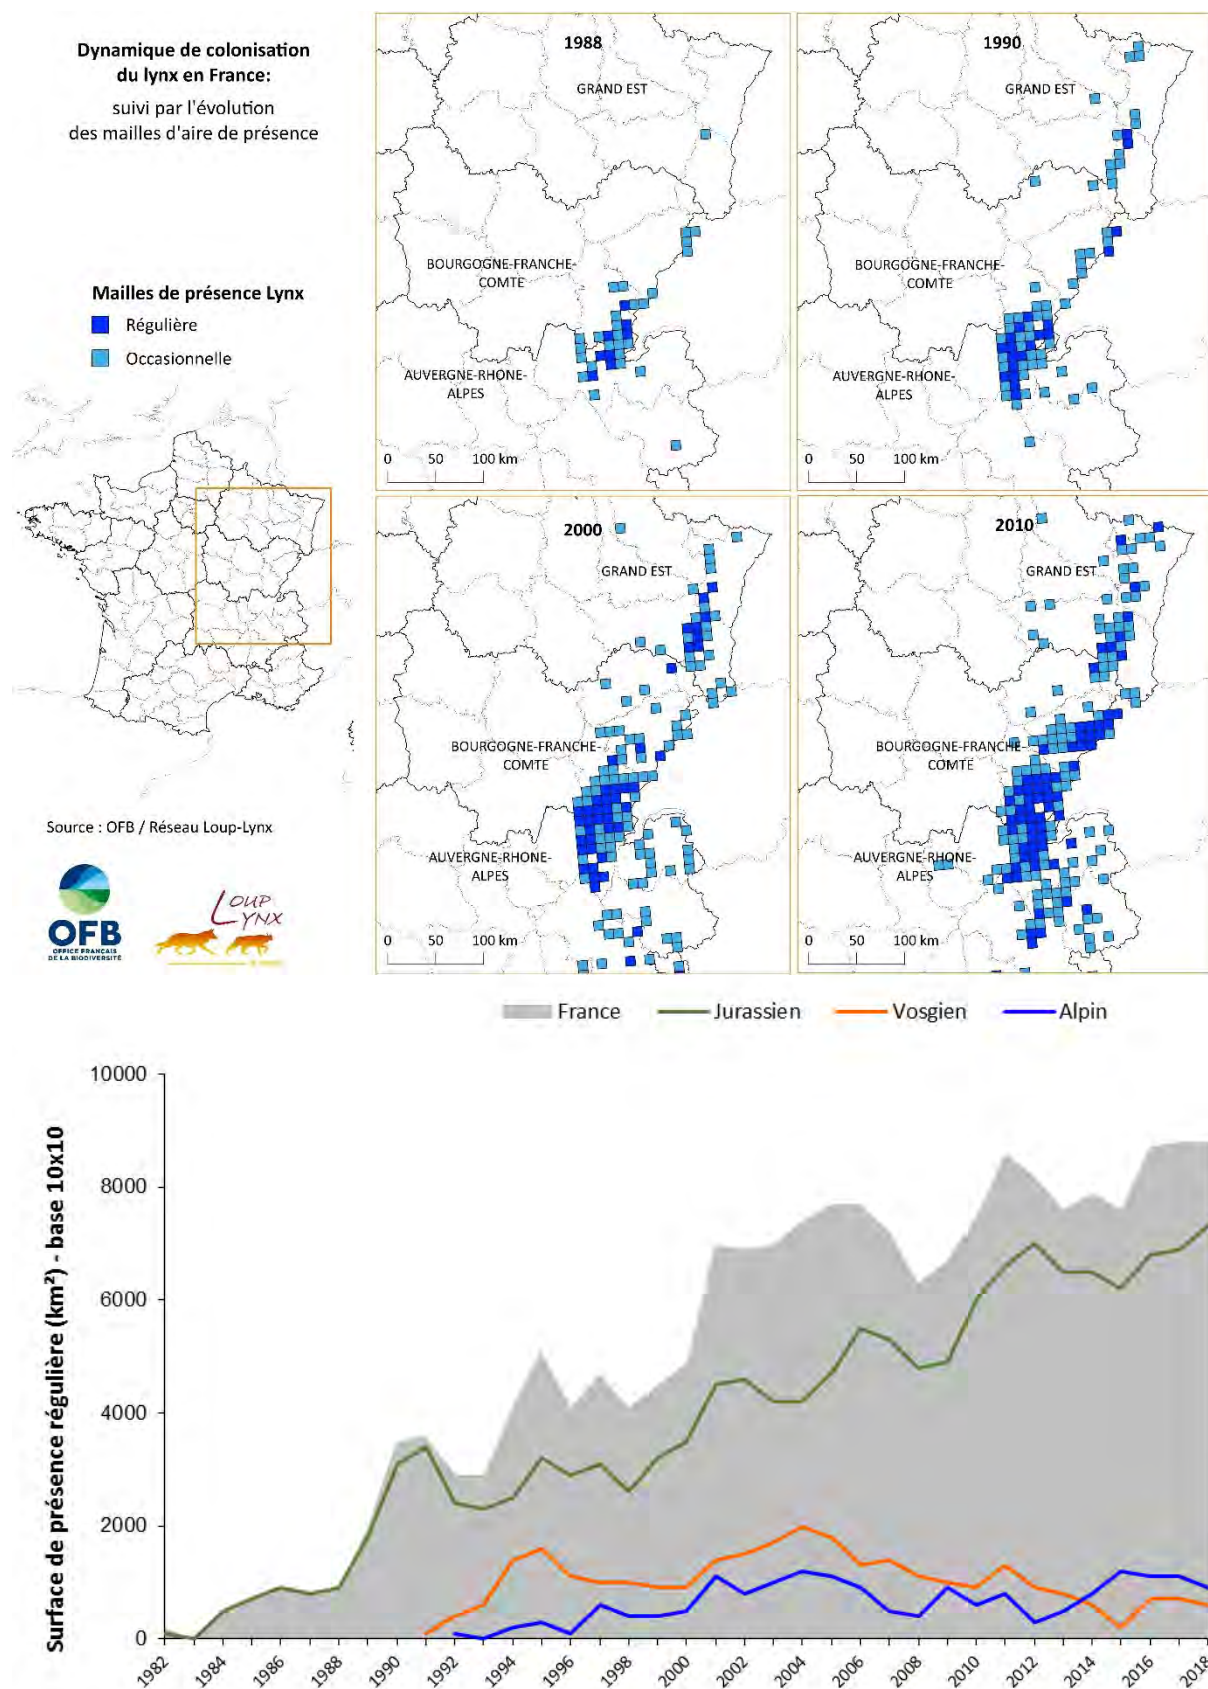 Dynamique de colonisation
du lynx en France:
suivi par l'évolution
des mailles d'aire de présence
Mailles de présence Lynx
Régulière
Occasionnelle
Source : OFB / Réseau Loup-Lynx
OFB
OFFICE FRANÇAIS
DE LA BIODIVERSITÉ
LOUP
LYNX
1988
GRAND EST
BOURGOGNE-FRANCHE-
COMTE
AUVERGNE-RHONE-
ALPES
0 50 100 km
1990
GRAND EST
BOURGOGNE-FRANCHE-
COMTE
AUVERGNE-RHONE-
ALPES
0 50 100 km
2000
GRAND EST
BOURGOGNE-FRANCHE-
COMTE
AUVERGNE-RHONE-
ALPES
0 50 100 km
2010
GRAND EST
BOURGOGNE-FRANCHE-
COMTE
AUVERGNE-RHONE-
ALPES
0 50 100 km
France Jurassien Vosgien Alpin
Surface de présence régulière (km²) - base 10x10
10000
8000
6000
4000
2000
0
1982 1984 1986 1988 1990 1992 1994 1996 1998 2000 2002 2004 2006 2008 2010 2012 2014 2016 2018